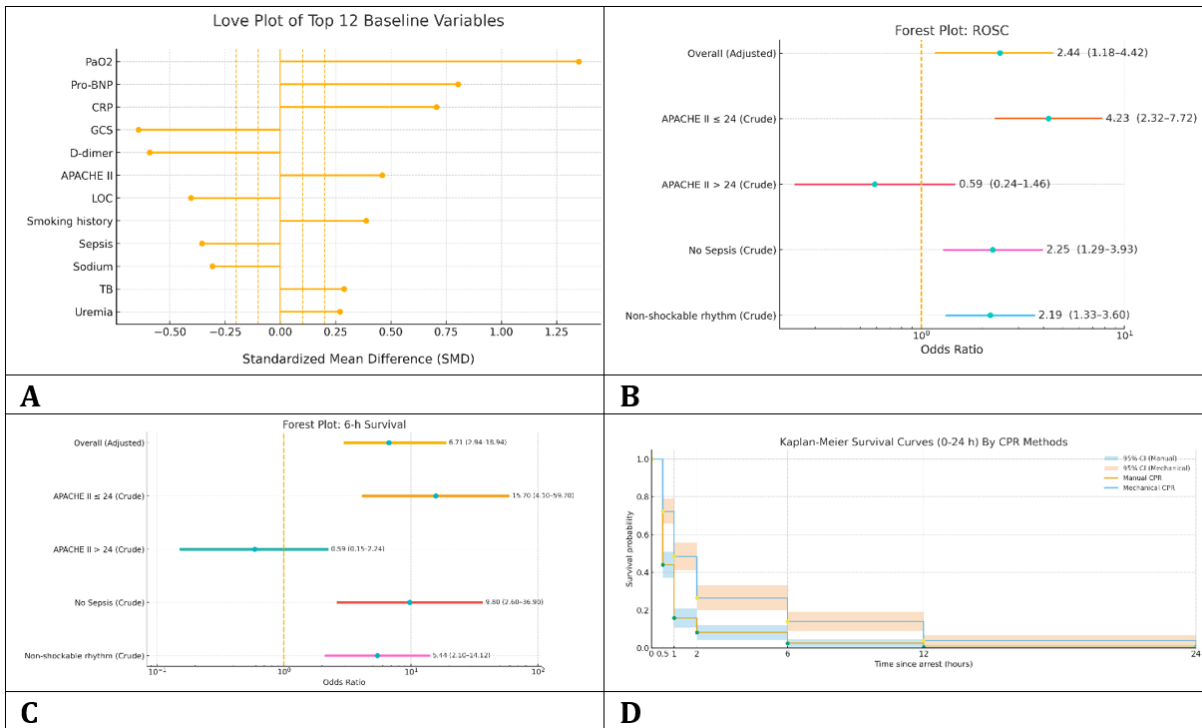 Love Plot of Top 12 Baseline Variables
PaO2
Pro-BNP
CRP
GCS
D-dimer
APACHE II
LOC
Smoking history
Sepsis
Sodium
TB
Uremia
−0.50 −0.25 0.00 0.25 0.50 0.75 1.00 1.25
Standardized Mean Difference (SMD)
A
Forest Plot: ROSC
Overall (Adjusted) 2.44 (1.18–4.42)
APACHE II ≤ 24 (Crude) 4.23 (2.32–7.72)
APACHE II > 24 (Crude) 0.59 (0.24–1.46)
No Sepsis (Crude) 2.25 (1.29–3.93)
Non-shockable rhythm (Crude) 2.19 (1.33–3.60)
10⁰ 10¹
Odds Ratio
B
Forest Plot: 6-h Survival
Overall (Adjusted) 6.71 (2.94–18.94)
APACHE II ≤ 24 (Crude) 15.70 (4.10–59.70)
APACHE II > 24 (Crude) 0.59 (0.15–2.24)
No Sepsis (Crude) 9.80 (2.60–36.90)
Non-shockable rhythm (Crude) 5.44 (2.10–14.12)
10⁻¹ 10⁰ 10¹ 10²
Odds Ratio
C
Kaplan-Meier Survival Curves (0-24 h) By CPR Methods
95% CI (Manual)
95% CI (Mechanical)
Manual CPR
Mechanical CPR
Survival probability
1.0
0.8
0.6
0.4
0.2
0.0
0 0.5 1 2 6 12 24
Time since arrest (hours)
D